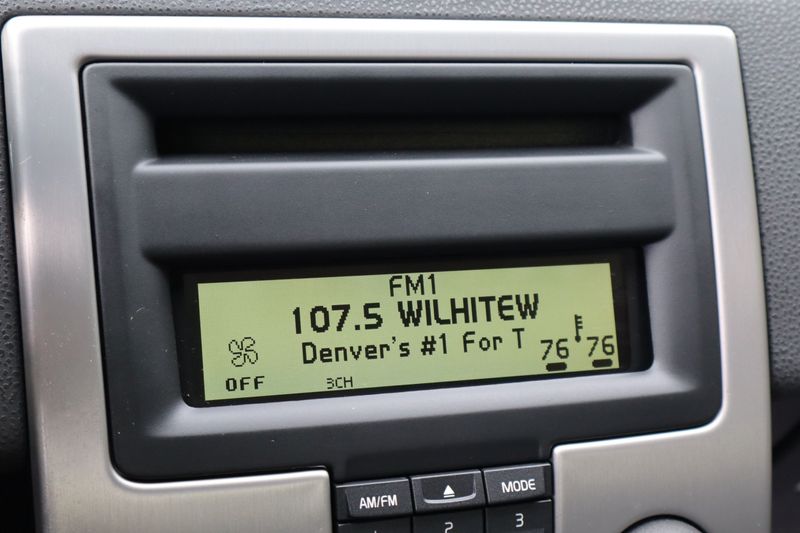 FM1
107.5 WILHITEW
Denver's #1 For T
76 76
OFF
3CH
AM/FM
MODE
2
3